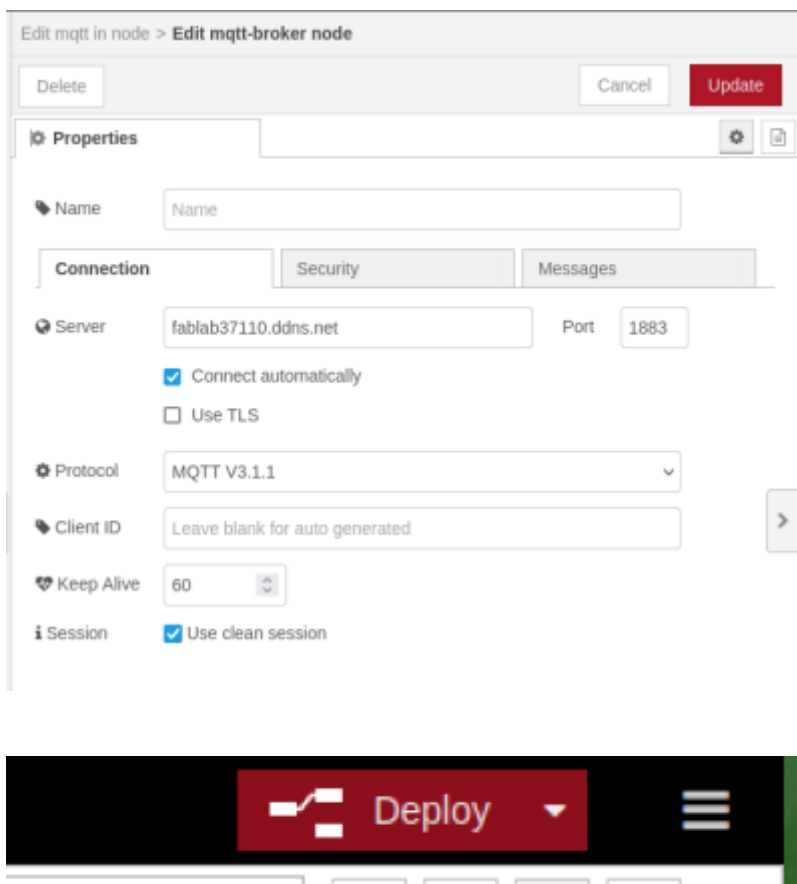 Edit mqtt in node > Edit mqtt-broker node
Delete Cancel Update
Properties
Name Name
Connection Security Messages
Server fablab37110.ddns.net Port 1883
Connect automatically
Use TLS
Protocol MQTT V3.1.1
Client ID Leave blank for auto generated
Keep Alive 60
Session Use clean session
Deploy